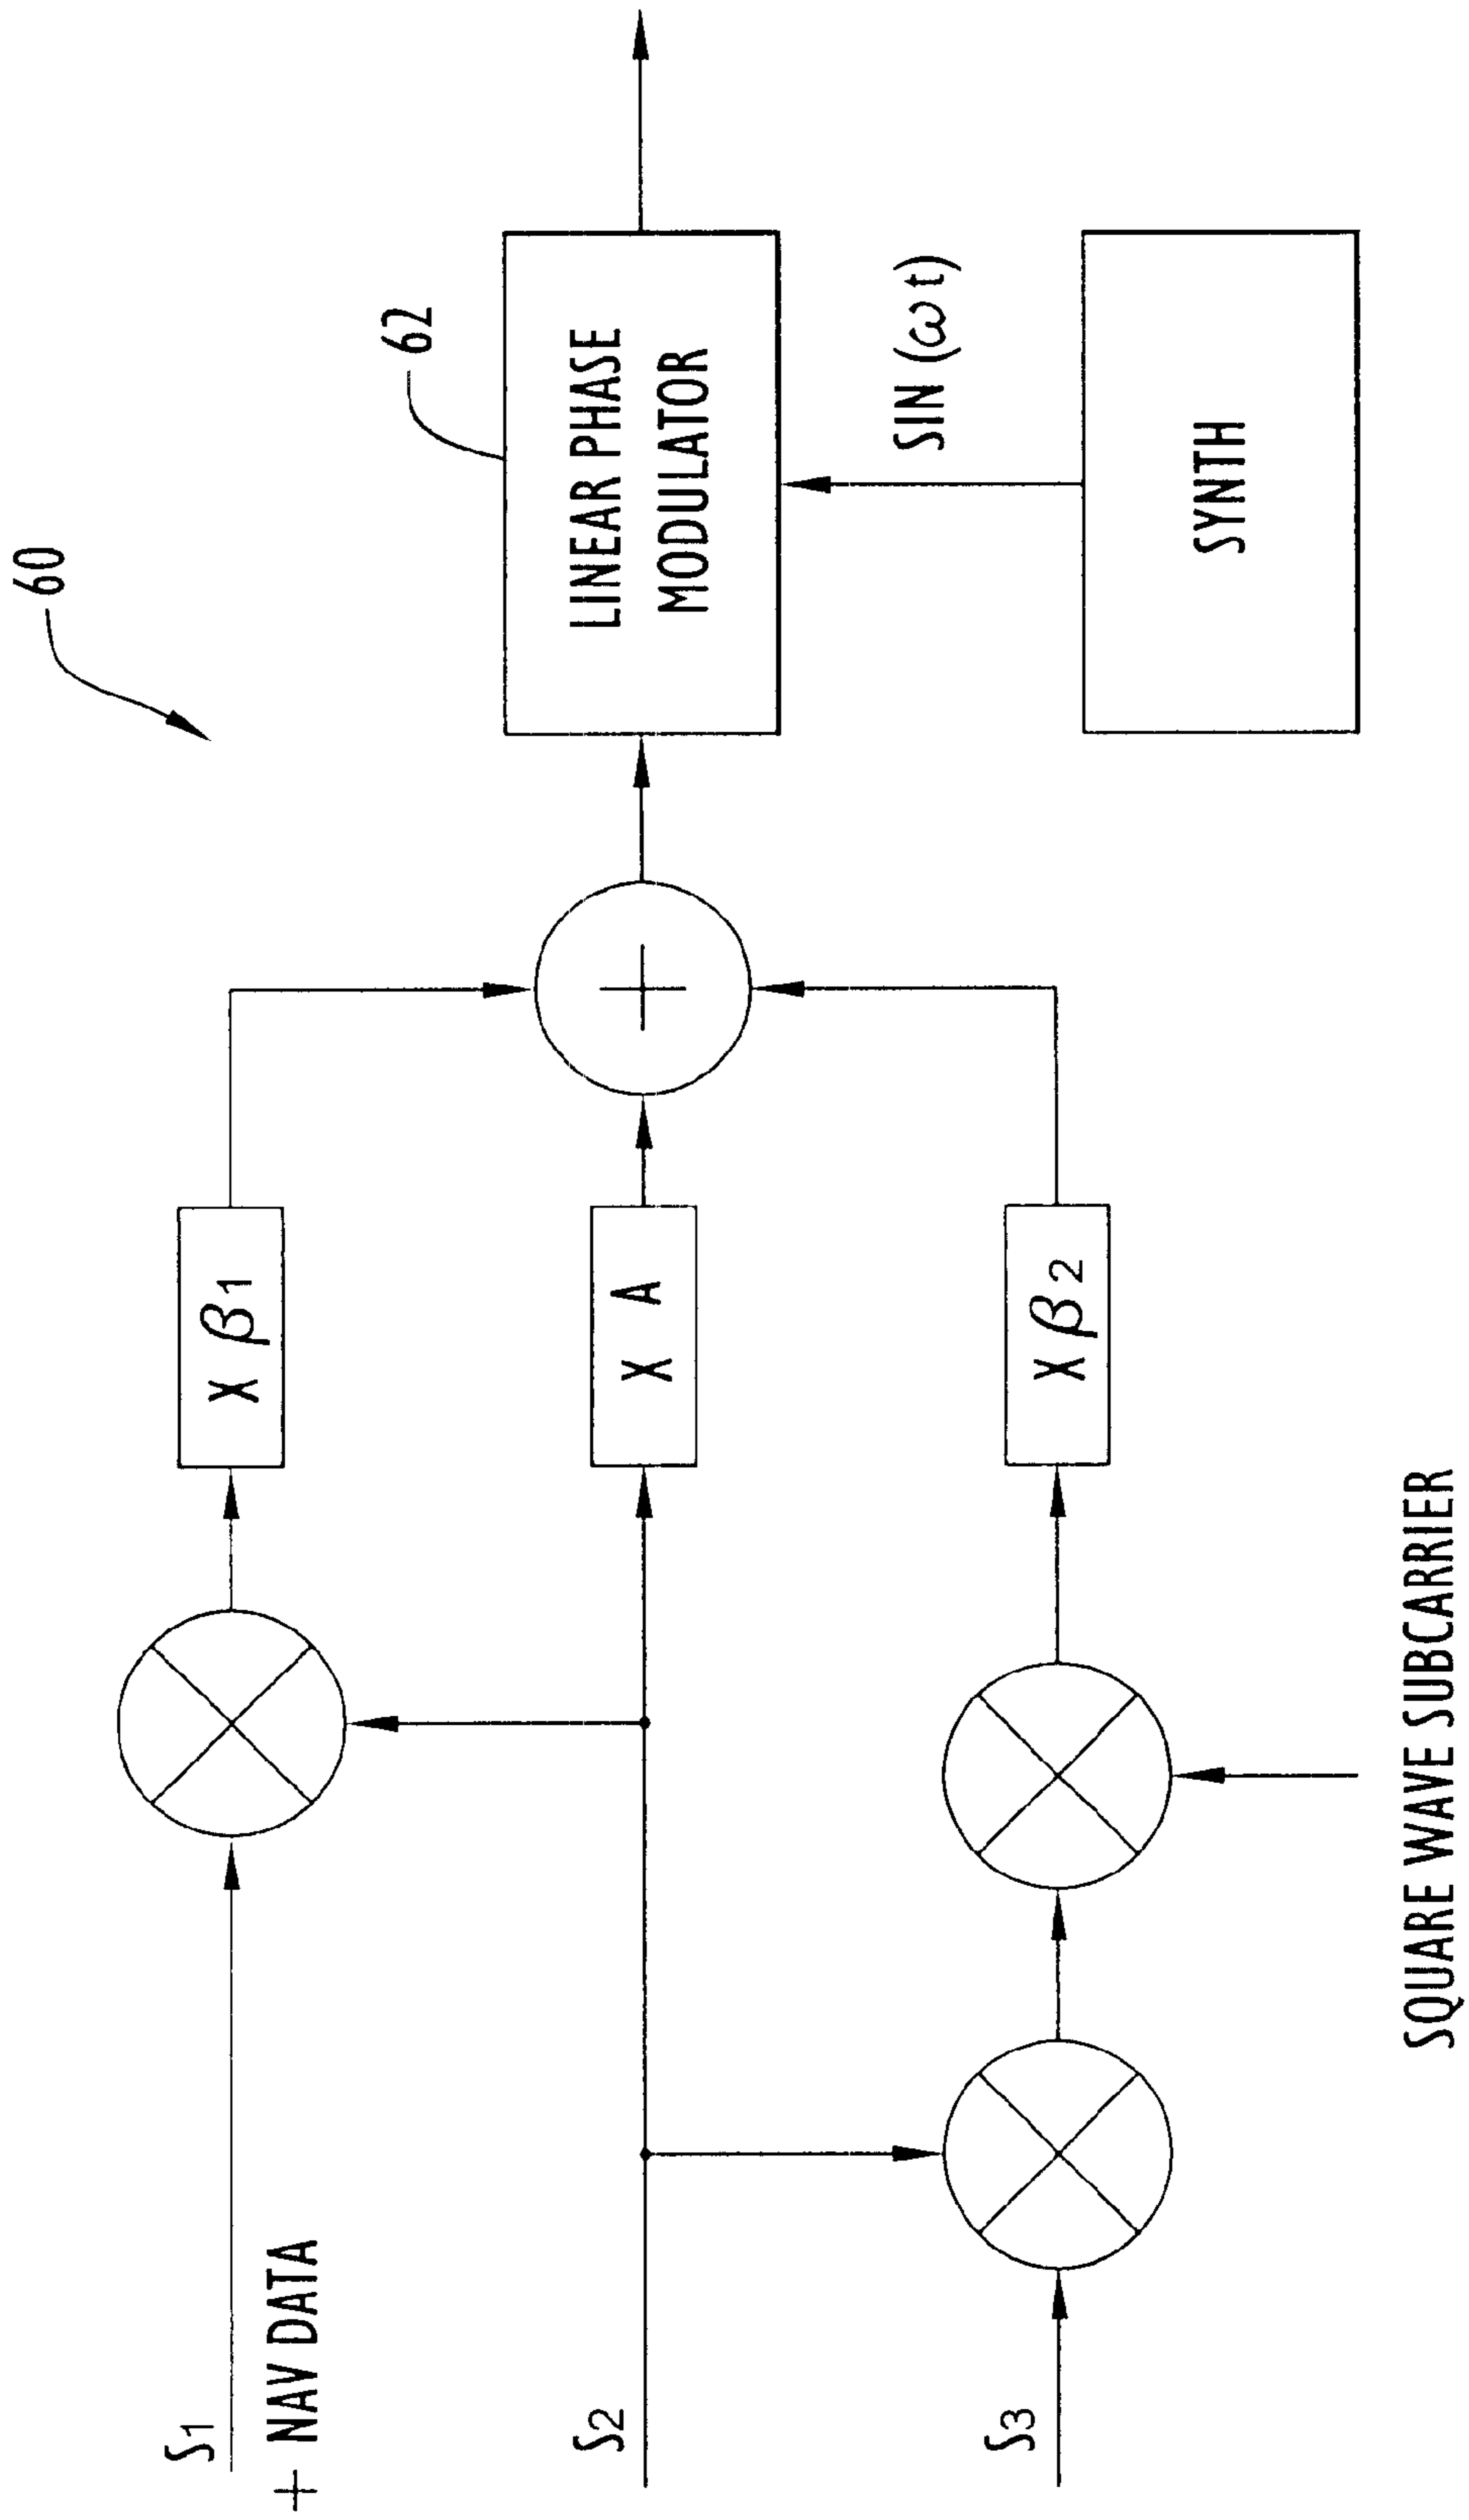 60
62
S1
+ NAV DATA
X β1
LINEAR PHASE
MODULATOR
S2
X A
+
SIN (ωt)
S3
X β2
SYNTH
SQUARE WAVE SUBCARRIER